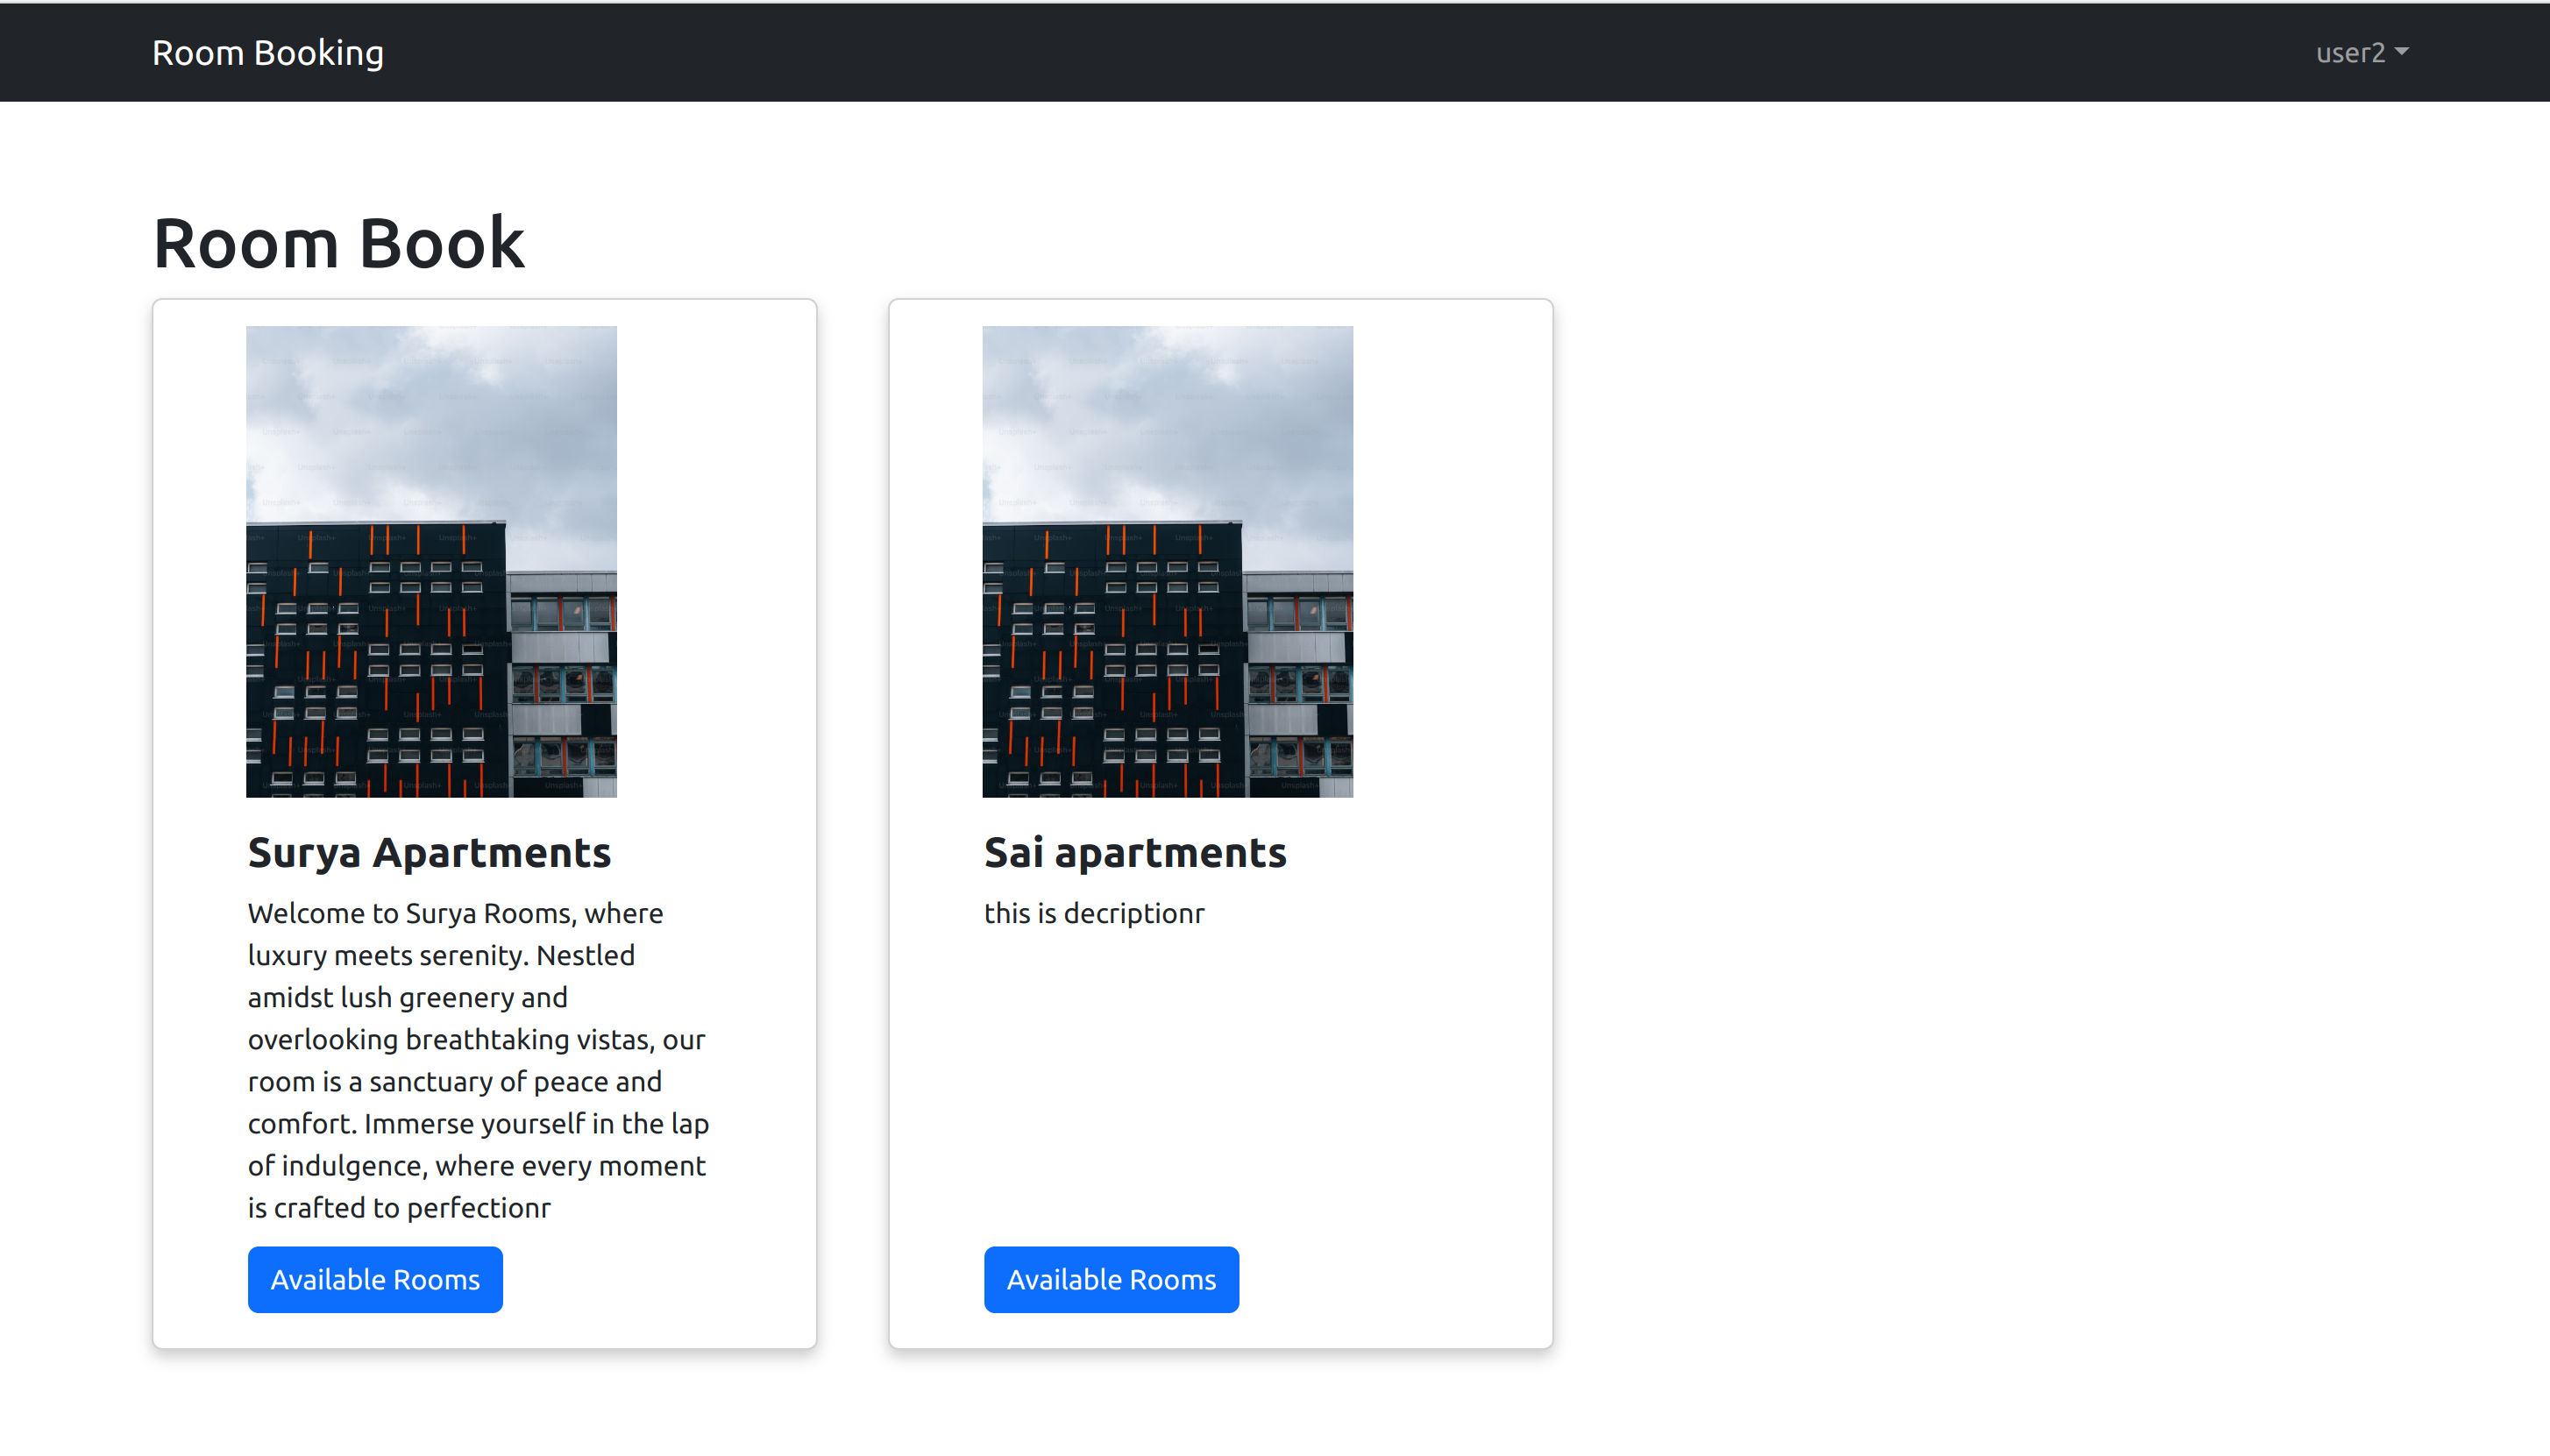 Room Booking
user2
Room Book
Surya Apartments
Welcome to Surya Rooms, where
luxury meets serenity. Nestled
amidst lush greenery and
overlooking breathtaking vistas, our
room is a sanctuary of peace and
comfort. Immerse yourself in the lap
of indulgence, where every moment
is crafted to perfectionr
Available Rooms
Sai apartments
this is decriptionr
Available Rooms